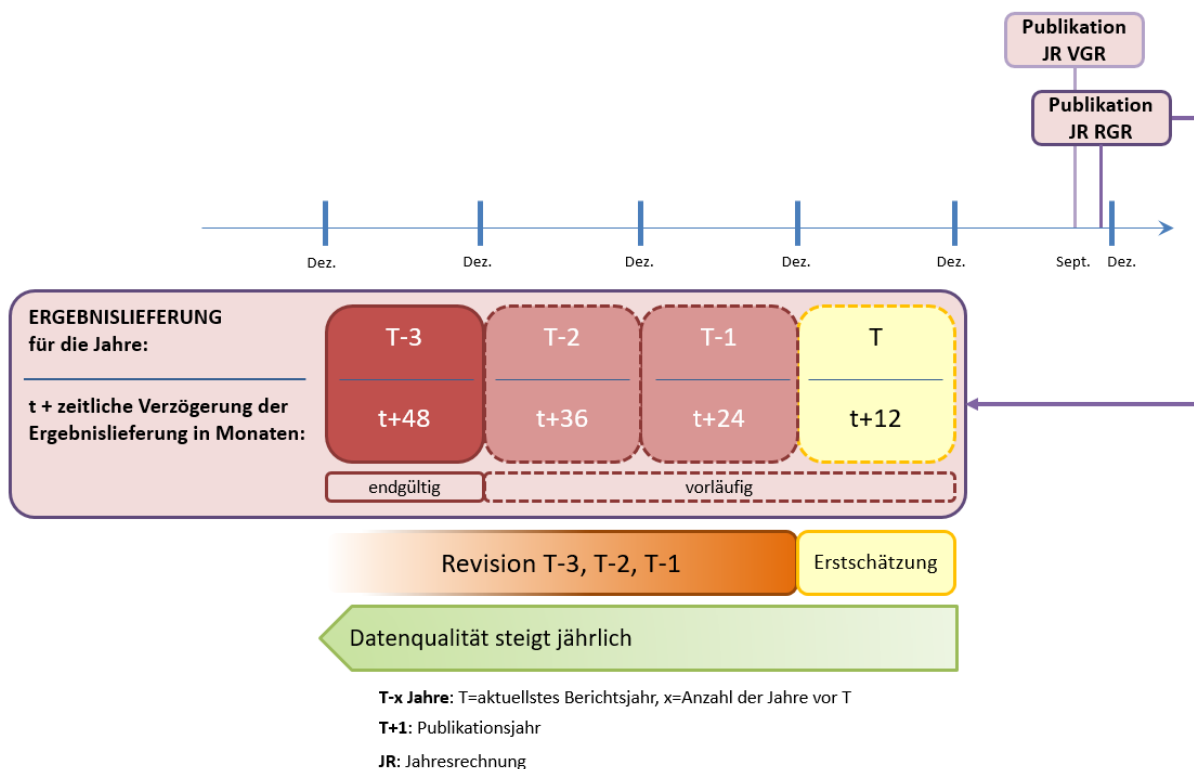 Publikation
JR VGR
Publikation
JR RGR
Dez.
Dez.
Dez.
Dez.
Dez.
Sept.
Dez.
ERGEBNISLIEFERUNG
für die Jahre:
T-3
T-2
T-1
T
t + zeitliche Verzögerung der
Ergebnislieferung in Monaten:
t+48
t+36
t+24
t+12
endgültig
vorläufig
Revision T-3, T-2, T-1
Erstschätzung
Datenqualität steigt jährlich
T-x Jahre: T=aktuellstes Berichtsjahr, x=Anzahl der Jahre vor T
T+1: Publikationsjahr
JR: Jahresrechnung